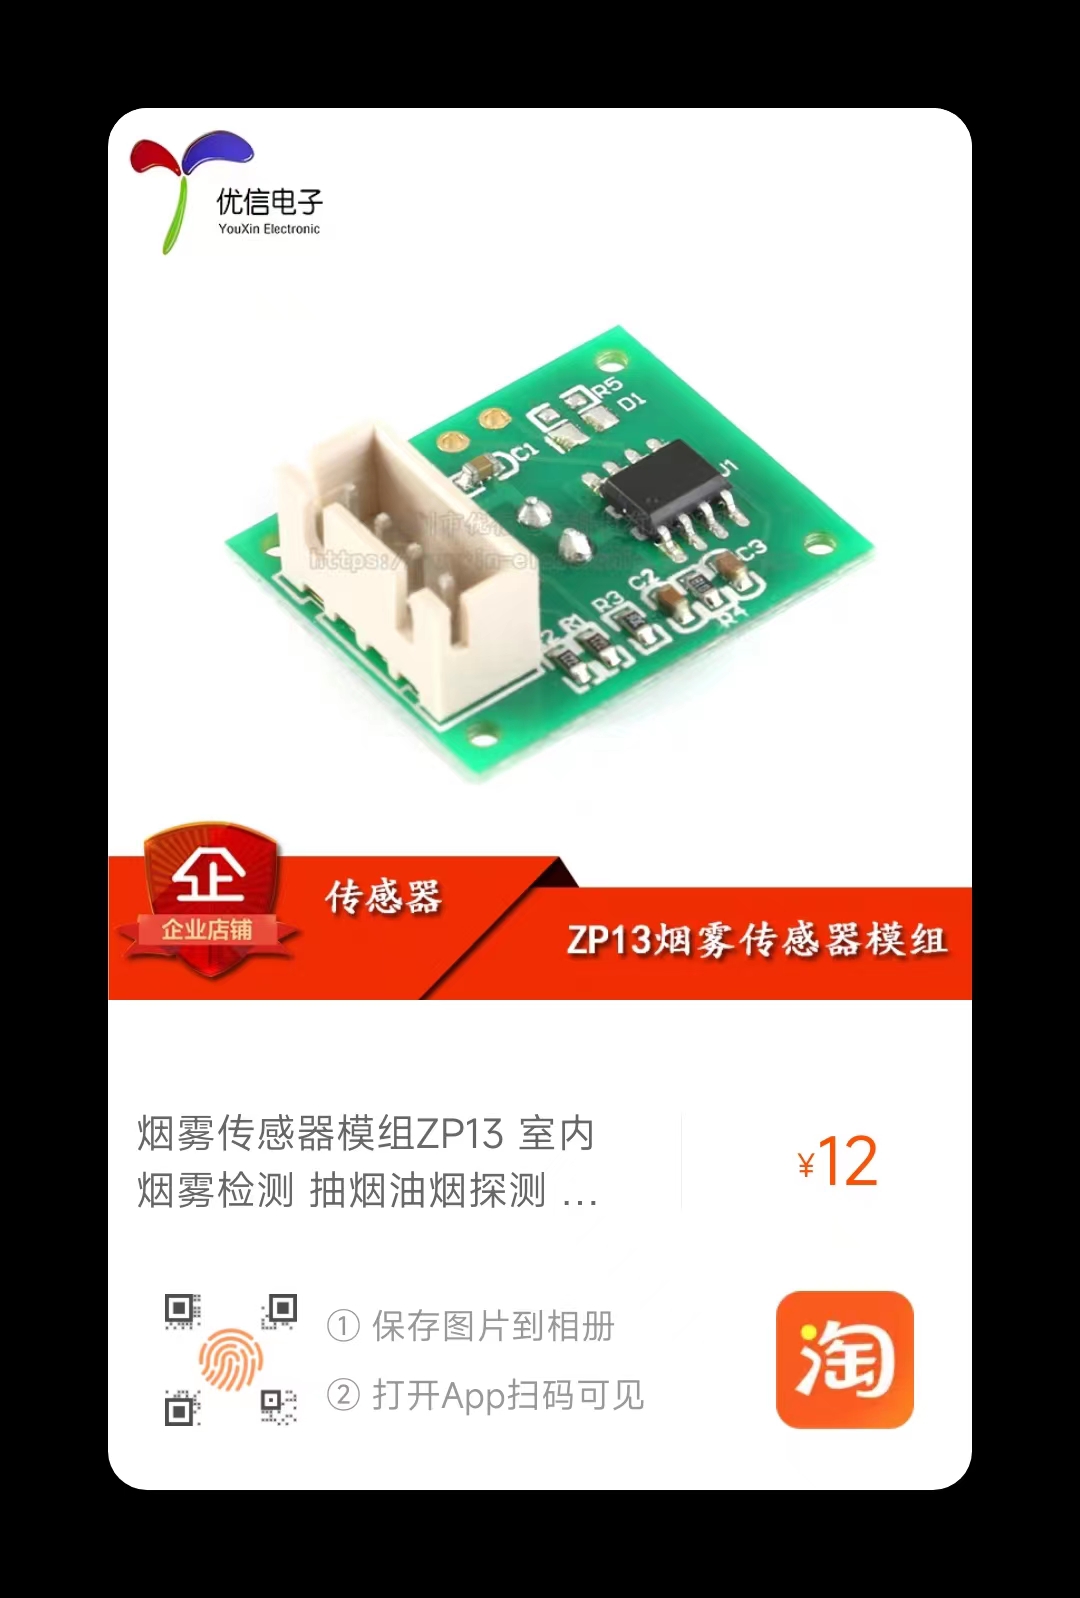 优信电子
YouXin Electronic
R5
D1
C1
J1
C3
C2
R3
R1
R4
企
企业店铺
传感器
ZP13烟雾传感器模组
烟雾传感器模组ZP13 室内
烟雾检测 抽烟油烟探测 ...
¥12
① 保存图片到相册
② 打开App扫码可见
淘